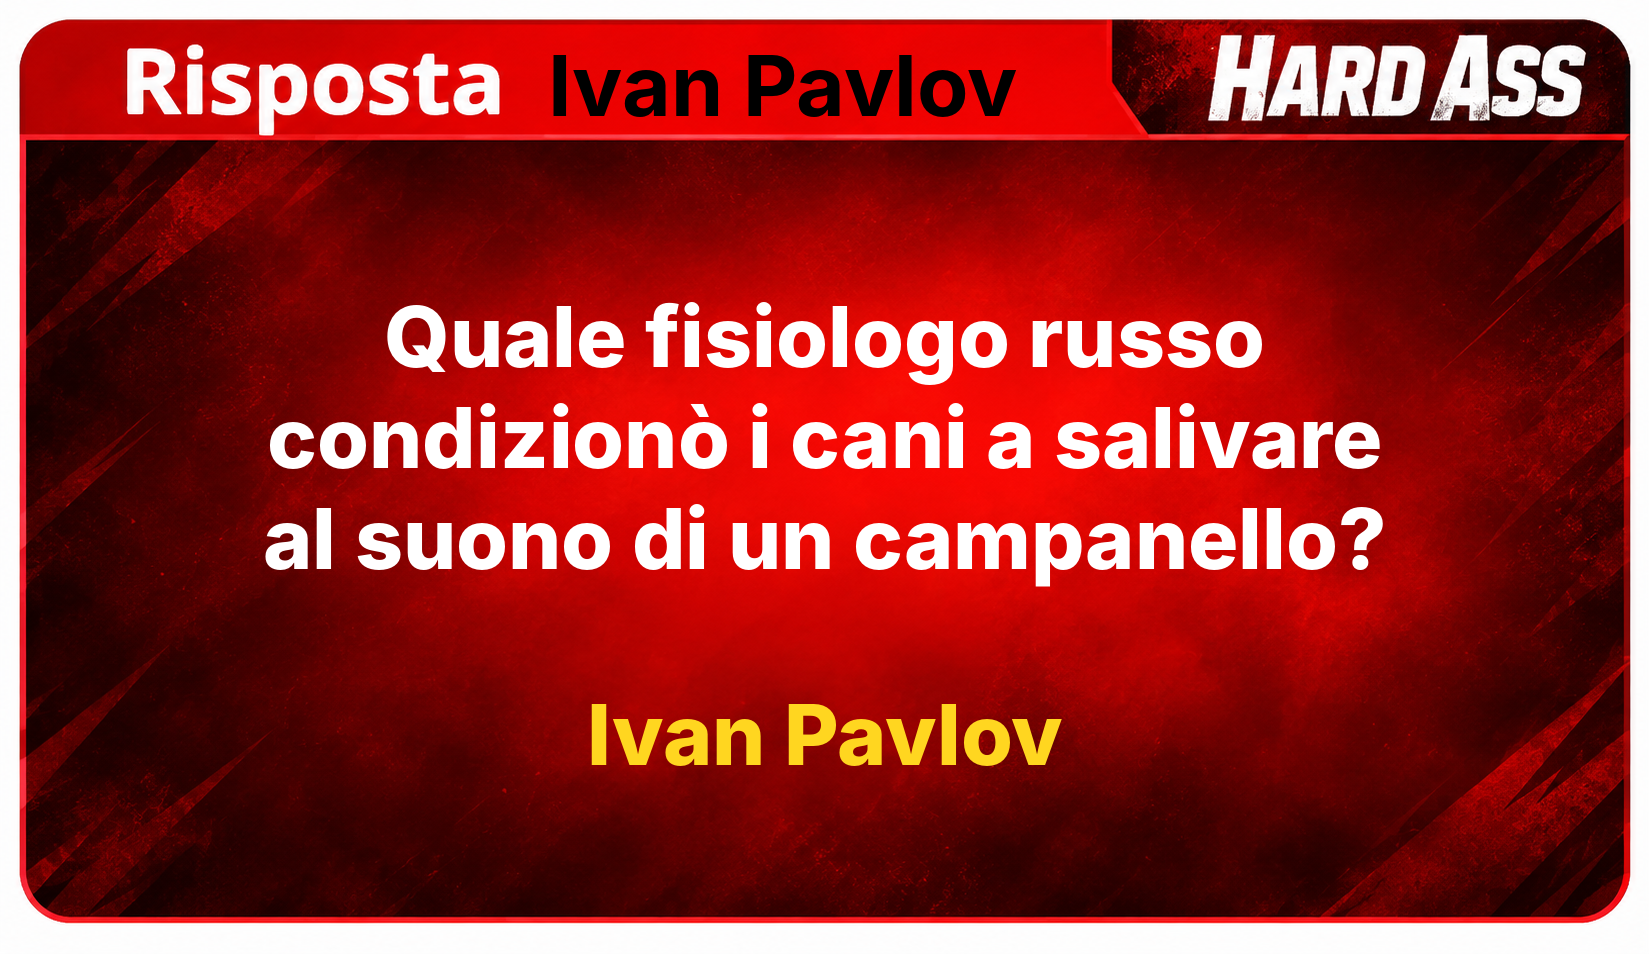 Risposta Ivan Pavlov
HARD ASS
Quale fisiologo russo
condizionò i cani a salivare
al suono di un campanello?
Ivan Pavlov